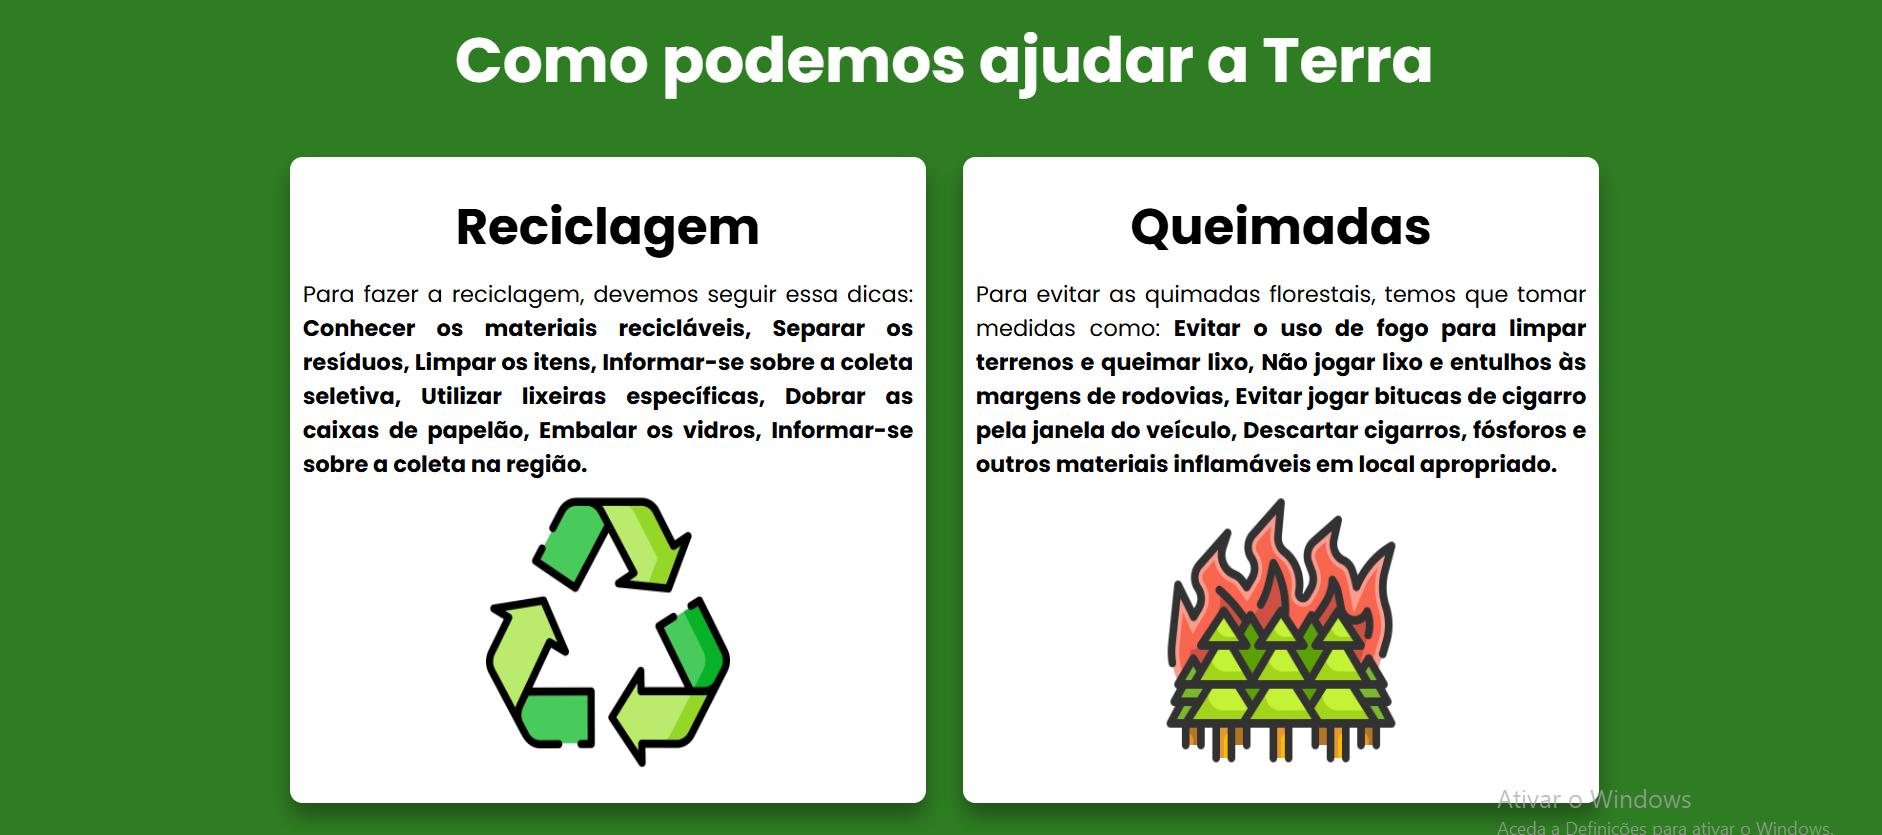 Como podemos ajudar a Terra
Reciclagem
Para fazer a reciclagem, devemos seguir essa dicas:
Conhecer os materiais recicláveis, Separar os
resíduos, Limpar os itens, Informar-se sobre a coleta
seletiva, Utilizar lixeiras específicas, Dobrar as
caixas de papelão, Embalar os vidros, Informar-se
sobre a coleta na região.
Queimadas
Para evitar as quimadas florestais, temos que tomar
medidas como: Evitar o uso de fogo para limpar
terrenos e queimar lixo, Não jogar lixo e entulhos às
margens de rodovias, Evitar jogar bitucas de cigarro
pela janela do veículo, Descartar cigarros, fósforos e
outros materiais inflamáveis em local apropriado.
Ativar o Windows
Aceda a Definições para ativar o Windows.